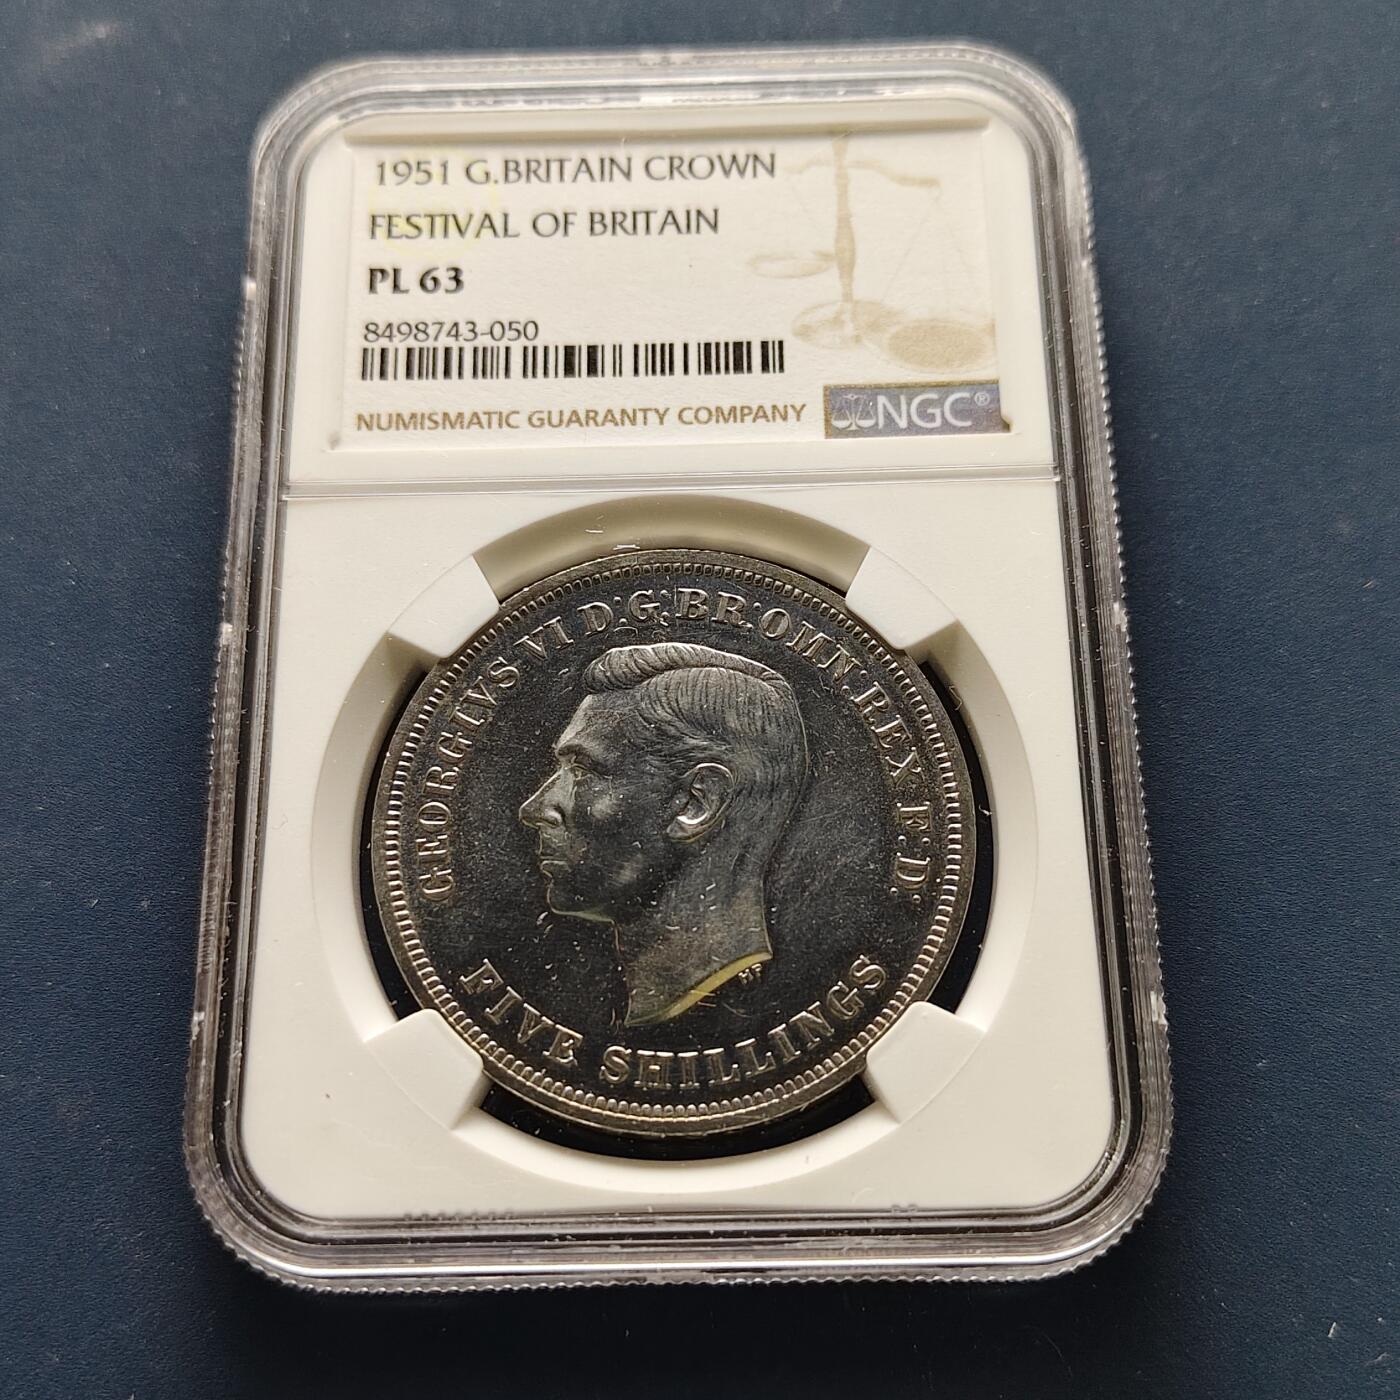 1951 G.BRITAIN CROWN
FESTIVAL OF BRITAIN
PL 63
8498743-050
NUMISMATIC GUARANTY COMPANY
NGC®
GEORGIVS VI D:G:BR:OMN:REX F:D:
HP
FIVE SHILLINGS